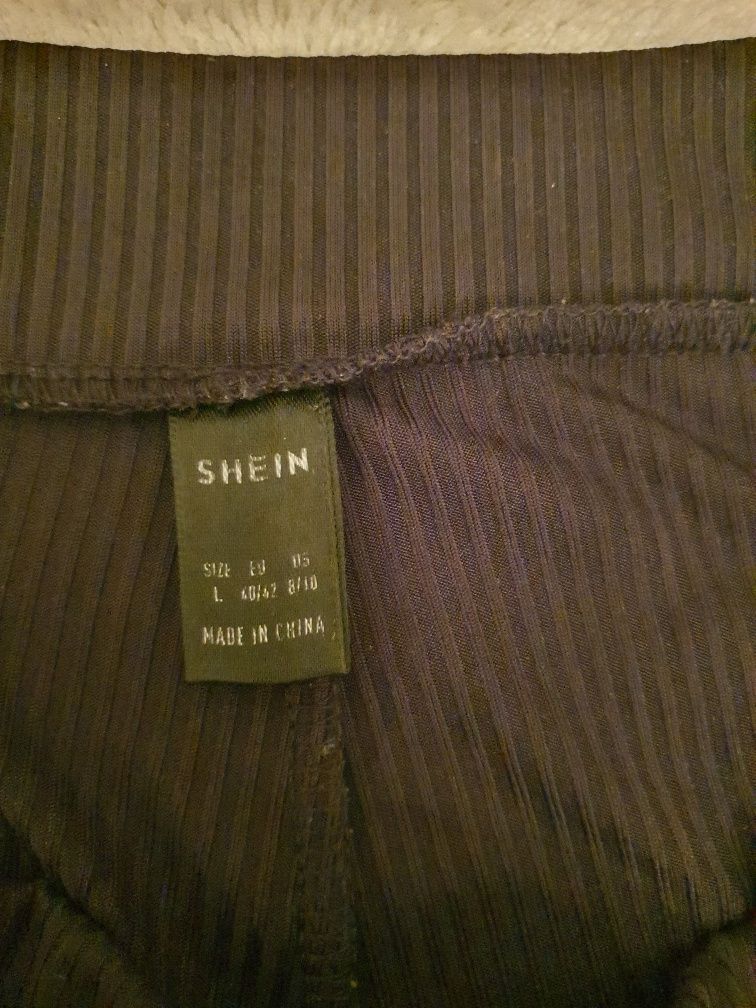 SHEIN
SIZE EU US
L 40/42 8/10
MADE IN CHINA